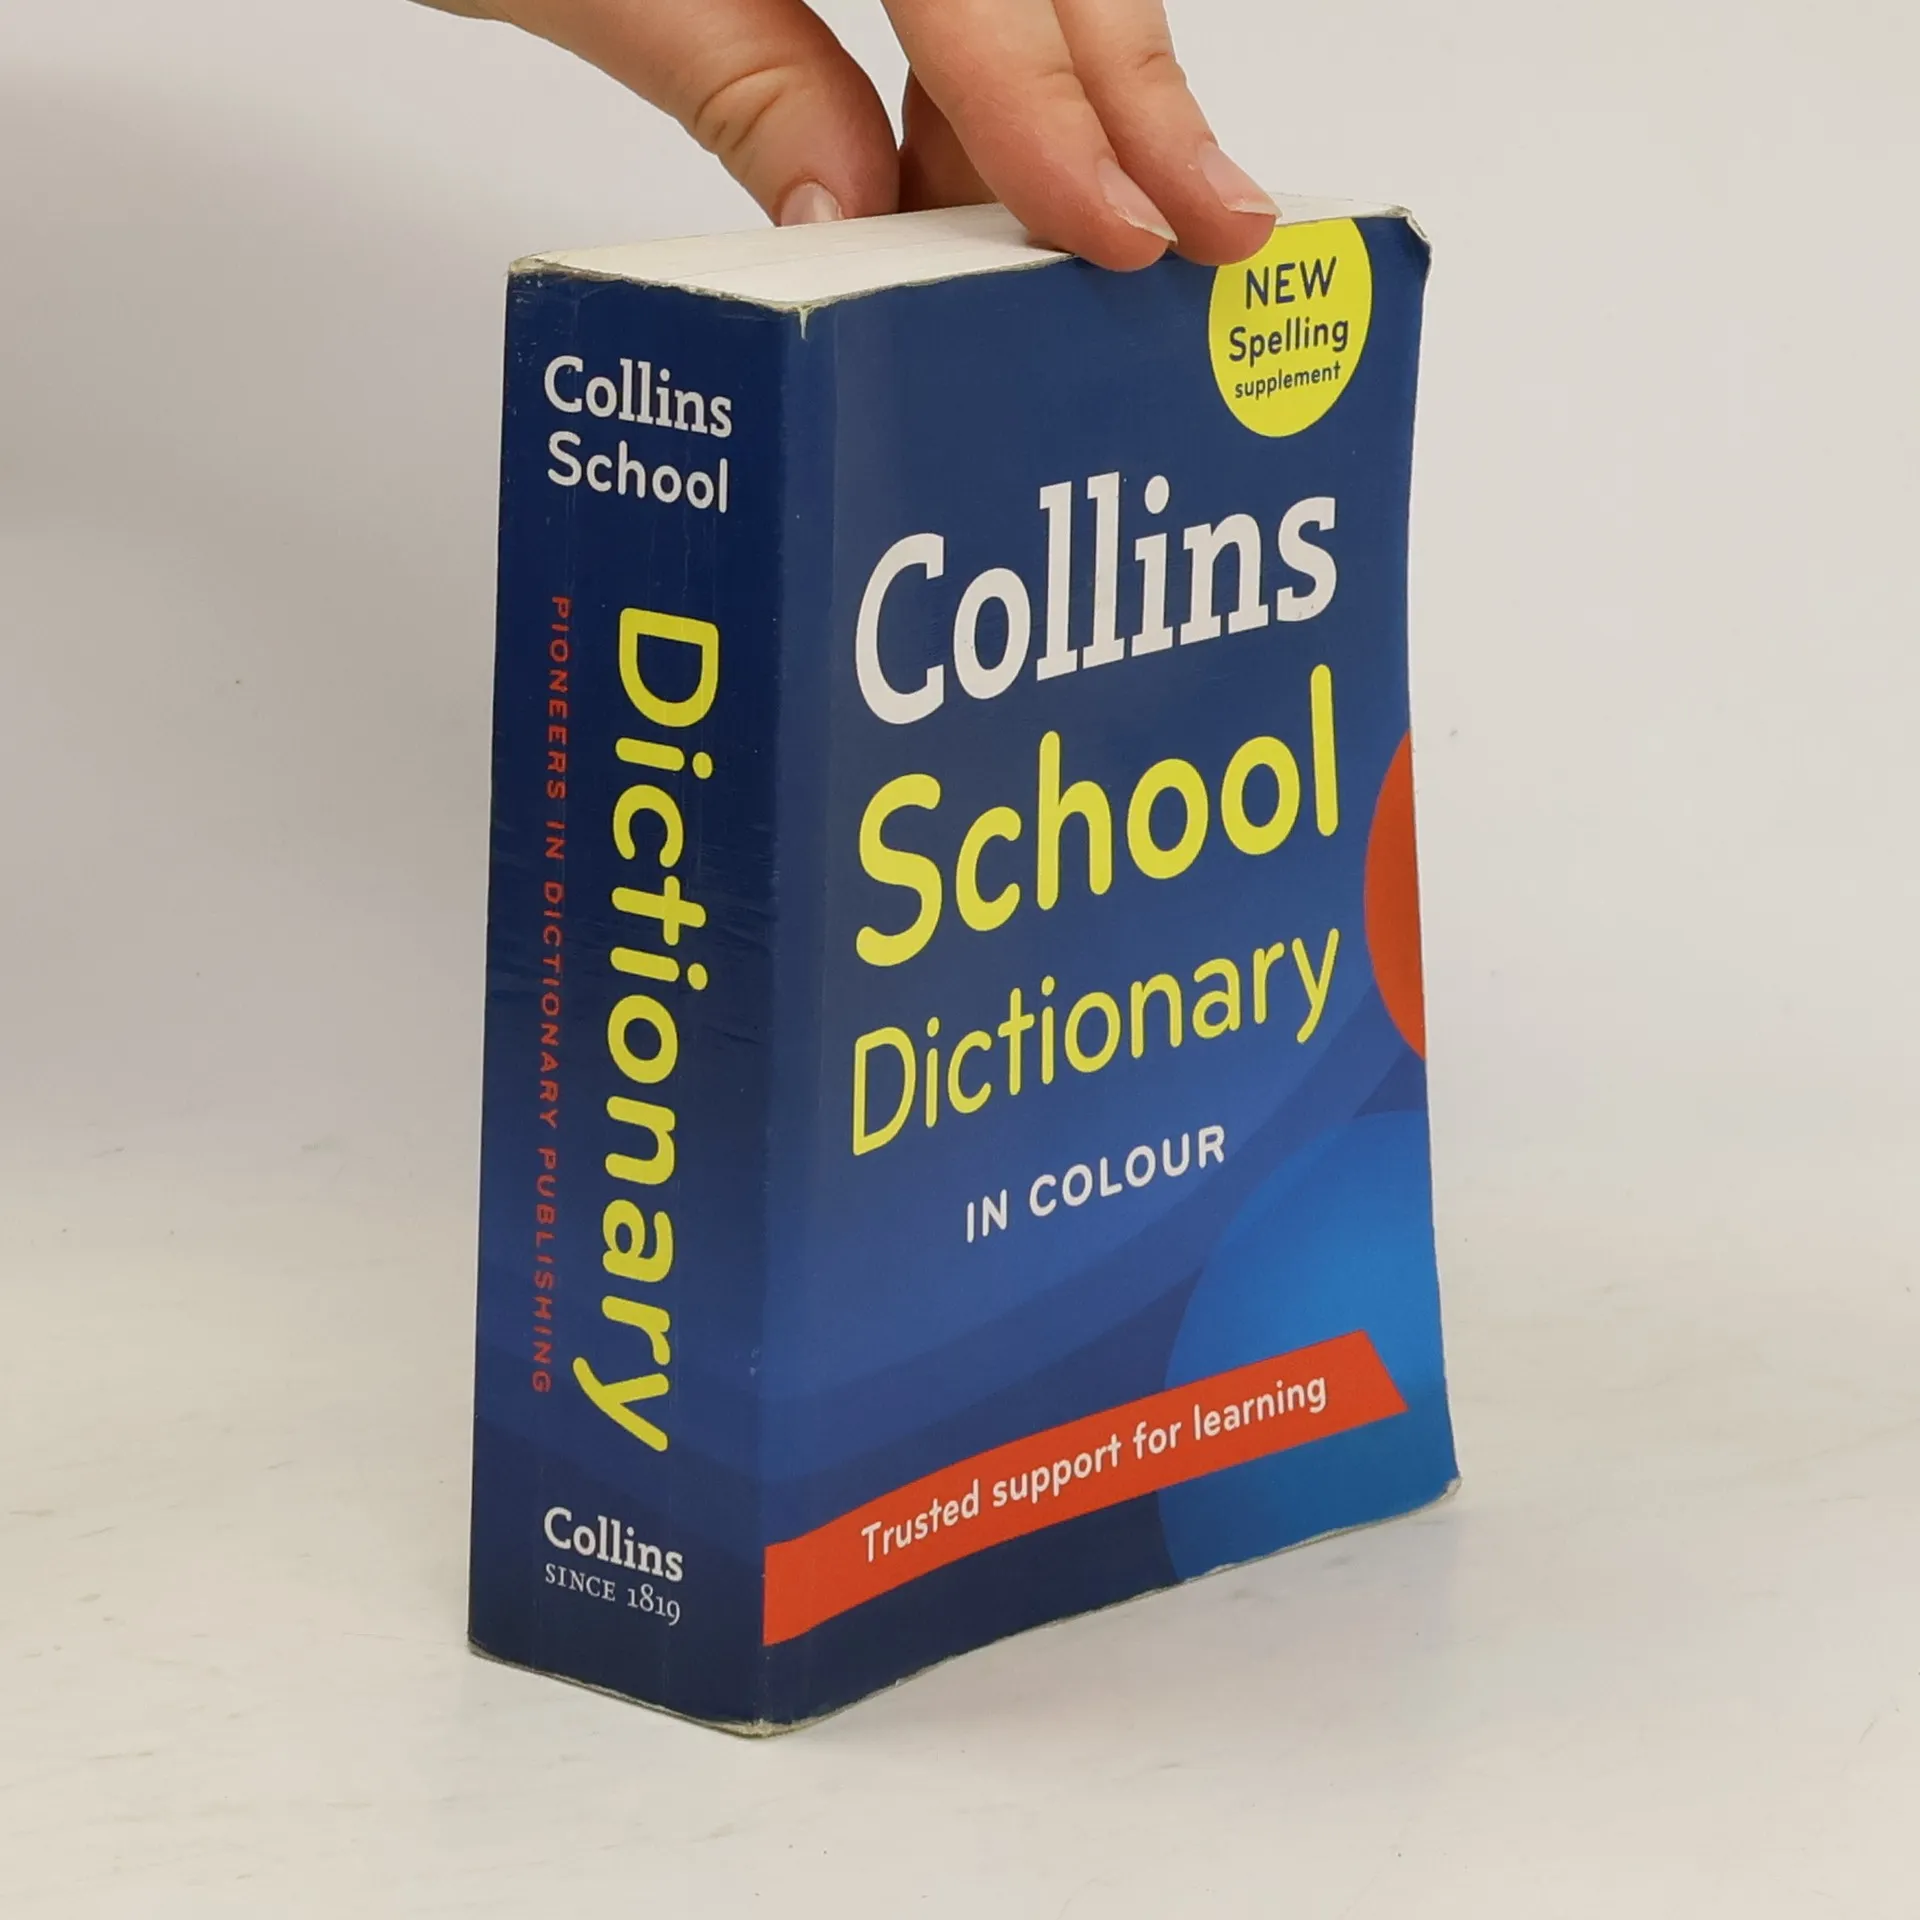 Collins
School
Dictionary
PIONEERS IN DICTIONARY PUBLISHING
Collins
SINCE 1819
NEW
Spelling
supplement
Collins
School
Dictionary
IN COLOUR
Trusted support for learning